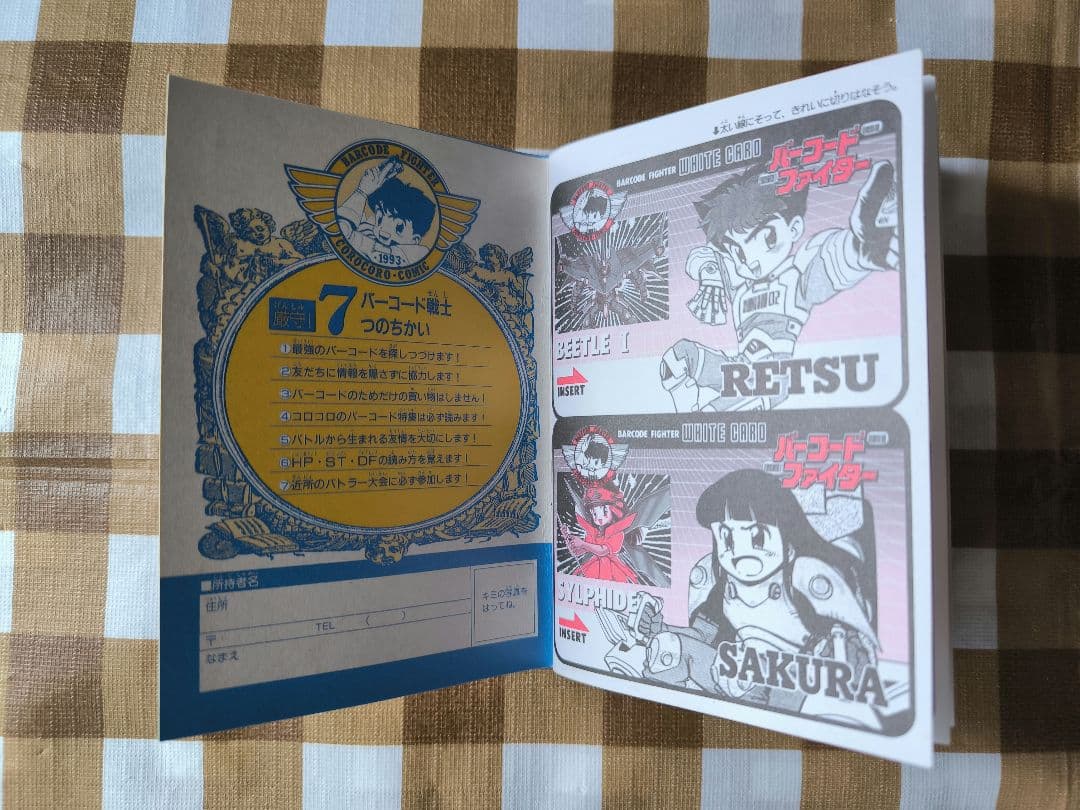 BARCODE FIGHTER
・1993・
COROCORO・COMIC
げんしゅ
厳守!
7
バーコード戦士
せんし
つのちかい
①最強のバーコードを探しつづけます!
②友だちに情報を隠さずに協力します!
③バーコードのためだけの買い物はしません!
④コロコロのバーコード特集は必ず読みます!
⑤バトルから生まれる友情を大切にします!
⑥HP・ST・DFの読み方を覚えます!
⑦近所のバトラー大会に必ず参加します!
■所持者名
住所
〒
TEL ( )
なまえ
キミの写真を
はってね。
⬇太い線にそって、きれいに切りはなそう。
BARCODE FIGHTER WHITE CARD
バーコード
ファイター
02
BEETLE I
INSERT
RETSU
BARCODE FIGHTER WHITE CARD
バーコード
ファイター
SYLPHIDE
INSERT
SAKURA